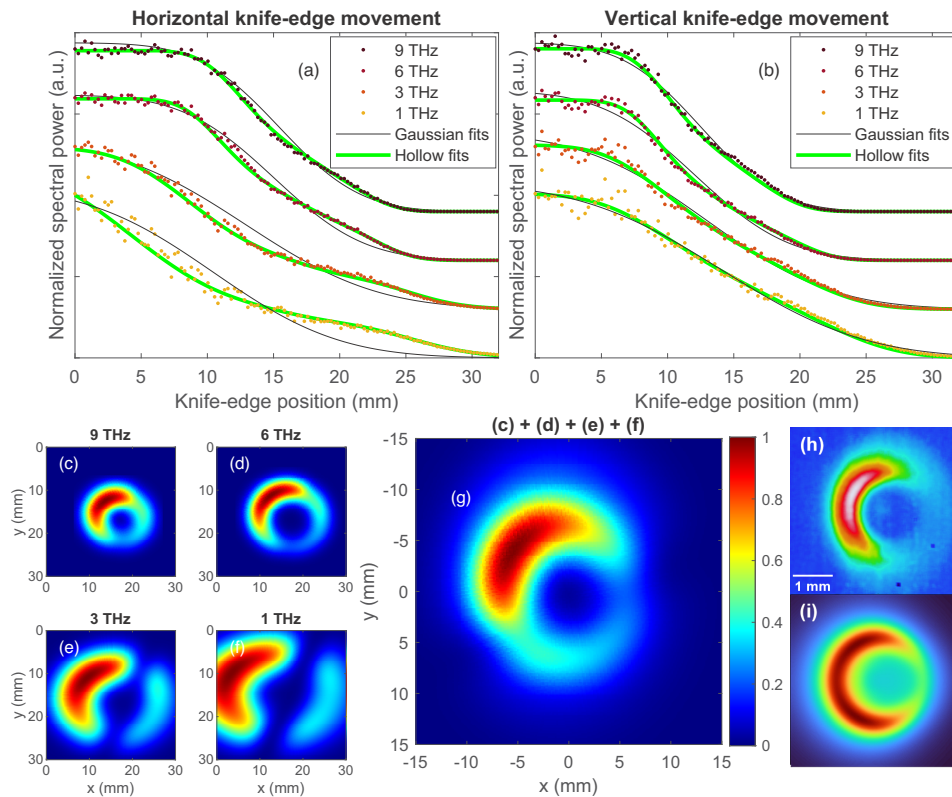 Horizontal knife-edge movement
Normalized spectral power (a.u.)
(a)
9 THz
6 THz
3 THz
1 THz
Gaussian fits
Hollow fits
0 5 10 15 20 25 30
Knife-edge position (mm)
Vertical knife-edge movement
Normalized spectral power (a.u.)
(b)
9 THz
6 THz
3 THz
1 THz
Gaussian fits
Hollow fits
0 5 10 15 20 25 30
Knife-edge position (mm)
9 THz
(c)
y (mm)
0
10
20
30
0 10 20 30
6 THz
(d)
0 10 20 30
3 THz
(e)
y (mm)
0
10
20
30
0 10 20 30
x (mm)
1 THz
(f)
0 10 20 30
x (mm)
(c) + (d) + (e) + (f)
(g)
y (mm)
-15
-10
-5
0
5
10
15
-15 -10 -5 0 5 10 15
x (mm)
1
0.8
0.6
0.4
0.2
0
(h)
1 mm
(i)